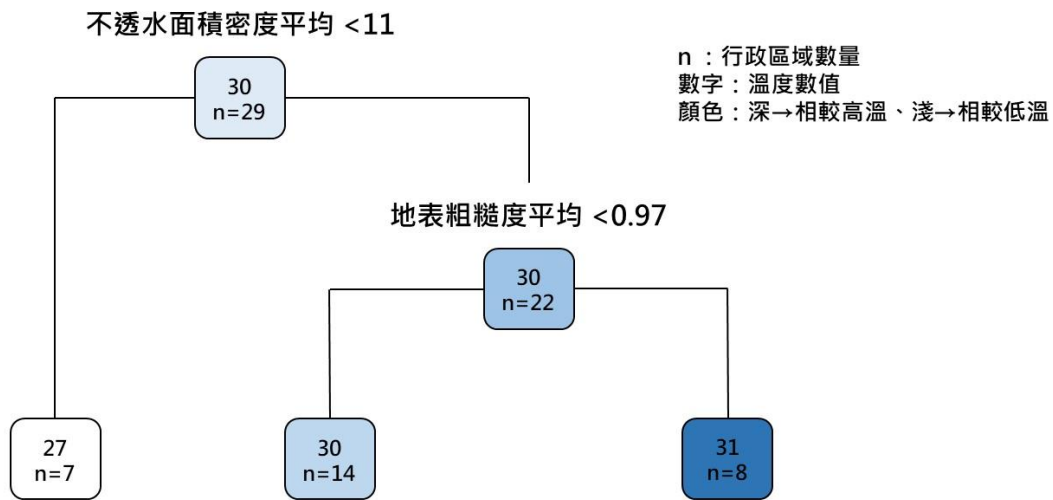 不透水面積密度平均 <11
30
n=29
n：行政區域數量
數字：溫度數值
顏色：深→相較高溫、淺→相較低溫
地表粗糙度平均 <0.97
30
n=22
27
n=7
30
n=14
31
n=8